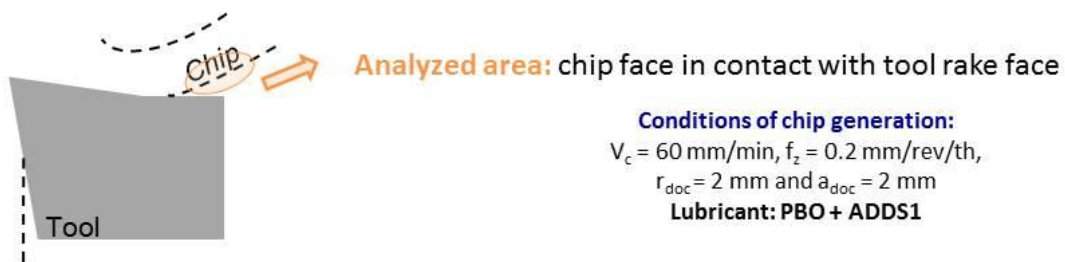 Chip
Analyzed area: chip face in contact with tool rake face
Conditions of chip generation:
Vc = 60 mm/min, fz = 0.2 mm/rev/th,
rdoc = 2 mm and adoc = 2 mm
Lubricant: PBO + ADDS1
Tool